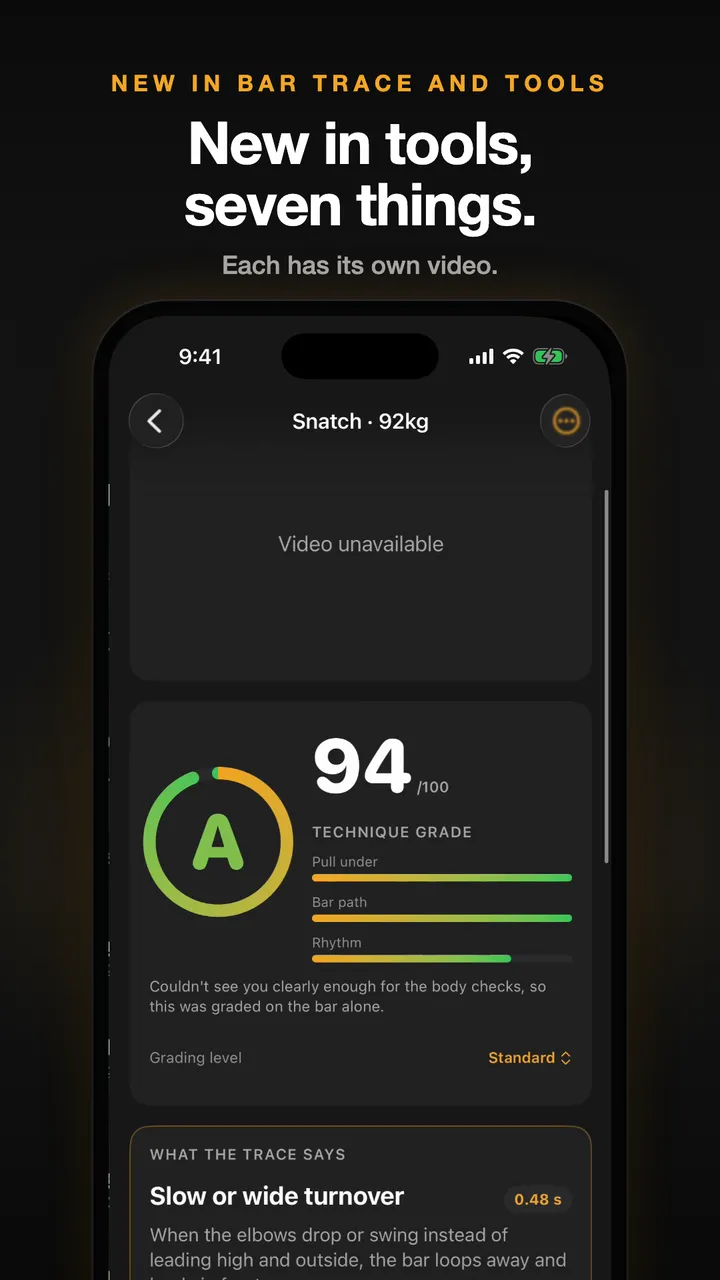 NEW IN BAR TRACE AND TOOLS
New in tools,
seven things.
Each has its own video.
9:41
Snatch · 92kg
Video unavailable
A
94 /100
TECHNIQUE GRADE
Pull under
Bar path
Rhythm
Couldn't see you clearly enough for the body checks, so
this was graded on the bar alone.
Grading level Standard
WHAT THE TRACE SAYS
Slow or wide turnover 0.48 s
When the elbows drop or swing instead of
leading high and outside, the bar loops away and